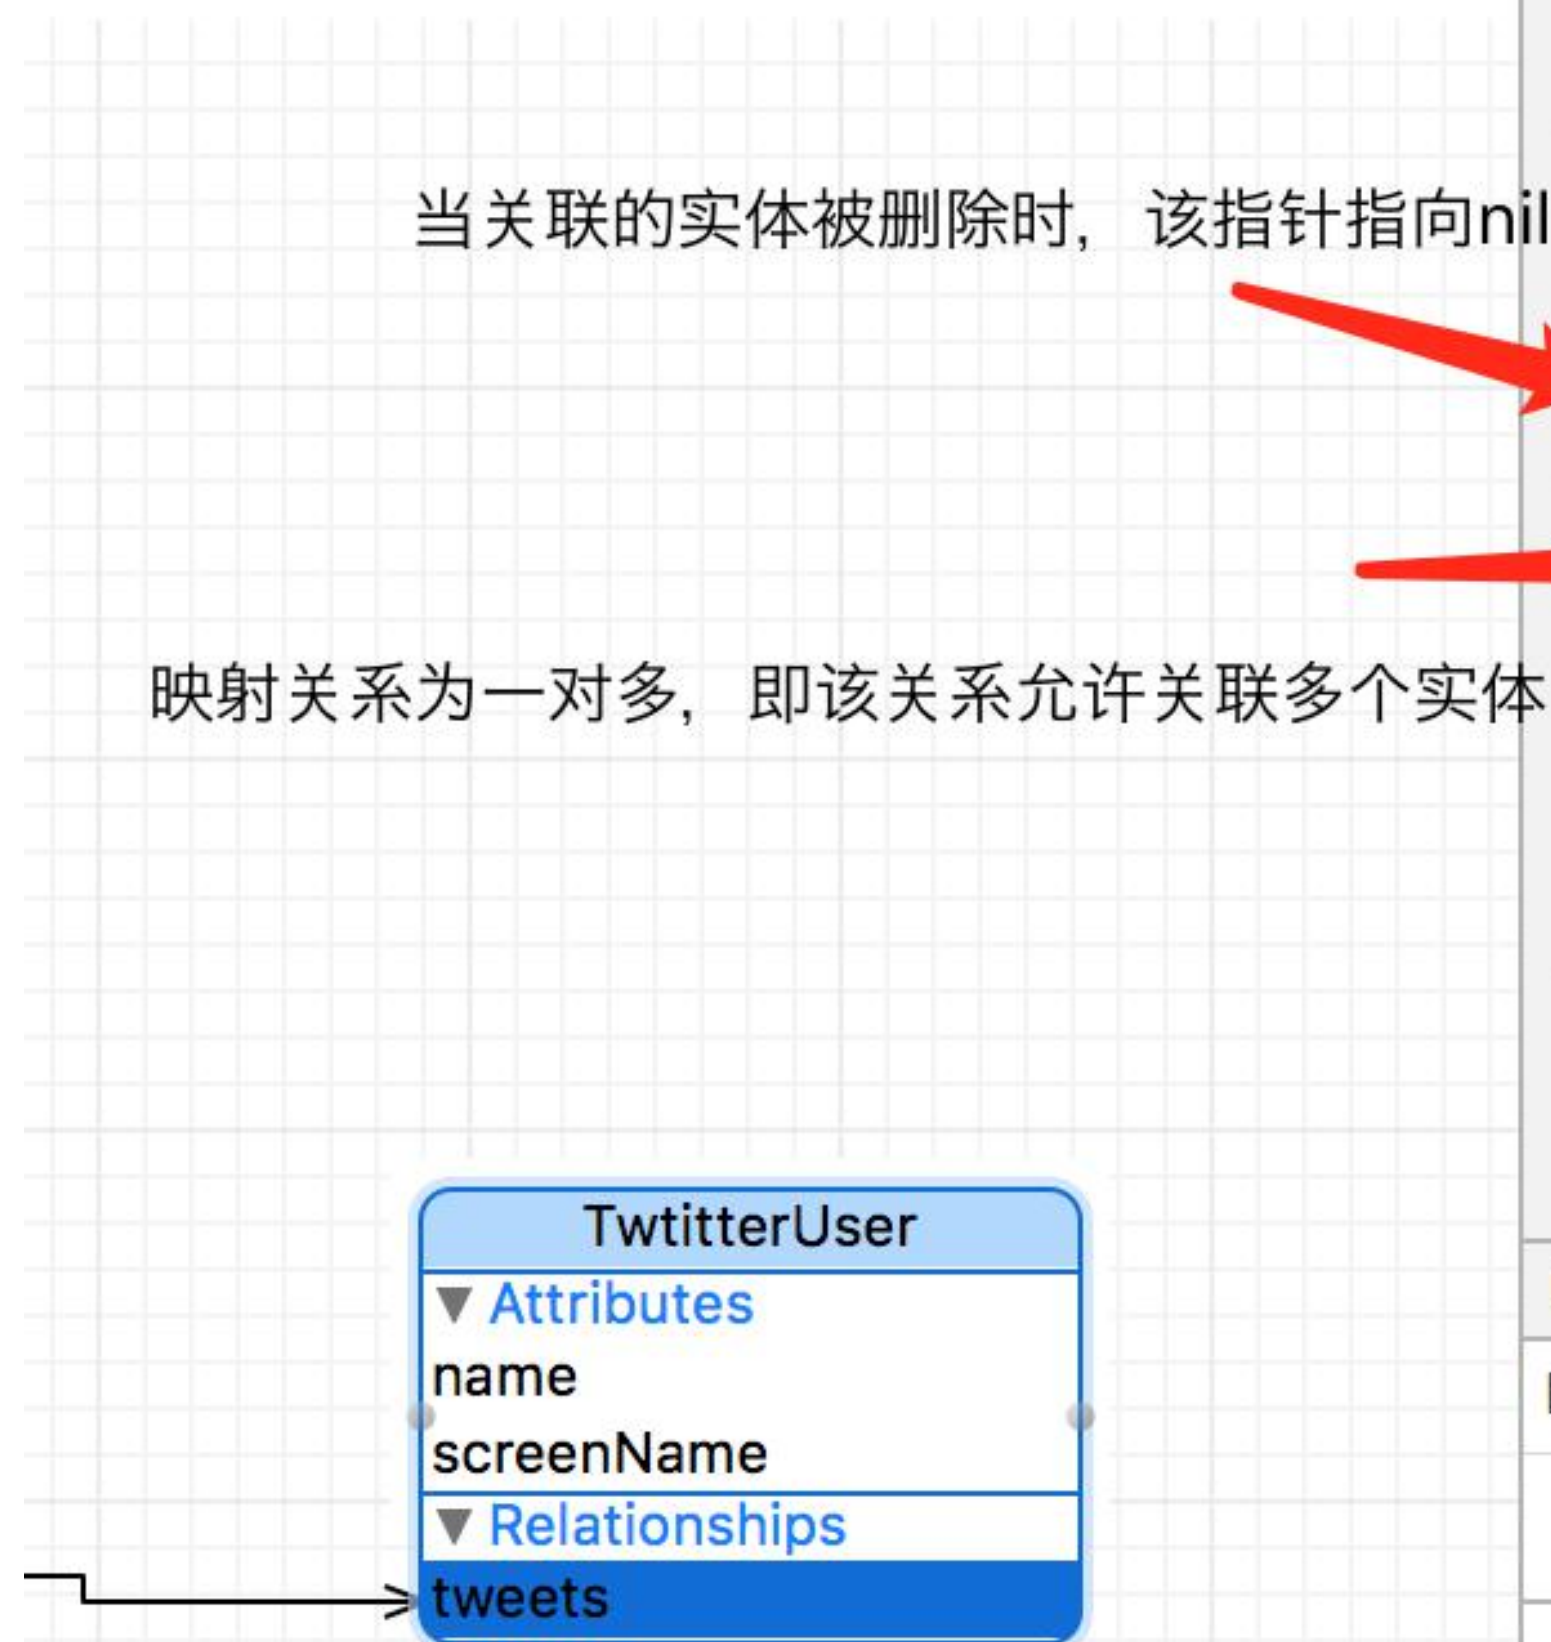 当关联的实体被删除时，该指针指向nil
映射关系为一对多，即该关系允许关联多个实体
TwtitterUser
▼ Attributes
name
screenName
▼ Relationships
tweets